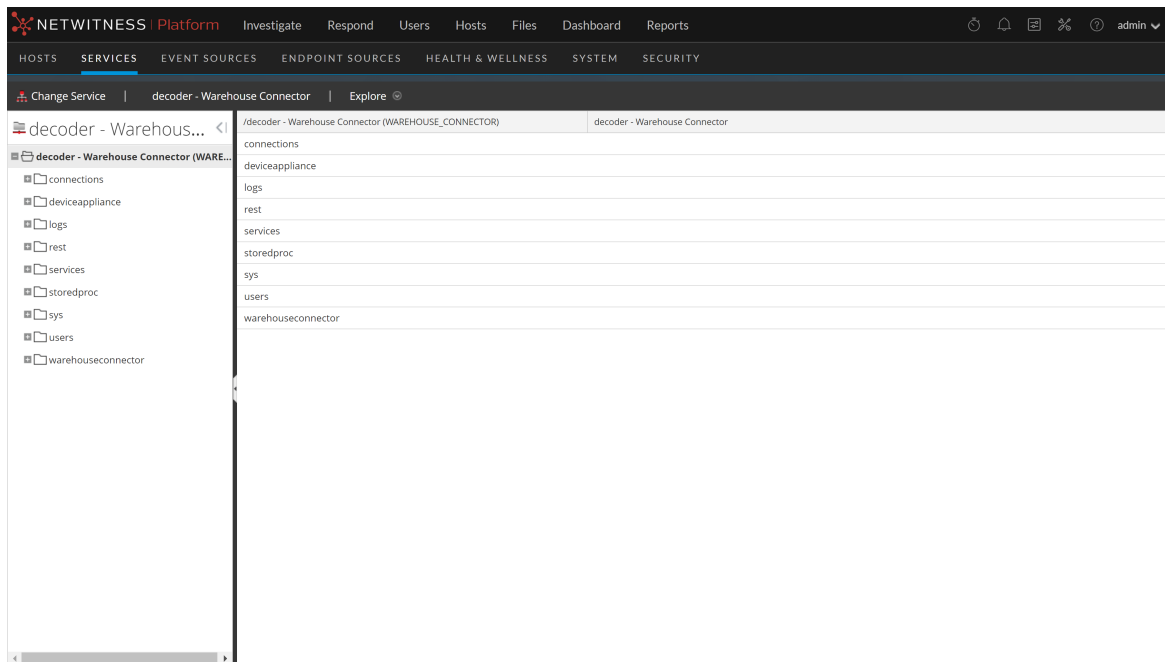 NETWITNESS Platform Investigate Respond Users Hosts Files Dashboard Reports admin
HOSTS SERVICES EVENT SOURCES ENDPOINT SOURCES HEALTH & WELLNESS SYSTEM SECURITY
Change Service | decoder - Warehouse Connector | Explore
decoder - Warehous...
decoder - Warehouse Connector (WARE...
connections
deviceappliance
logs
rest
services
storedproc
sys
users
warehouseconnector
/decoder - Warehouse Connector (WAREHOUSE_CONNECTOR) decoder - Warehouse Connector
connections
deviceappliance
logs
rest
services
storedproc
sys
users
warehouseconnector